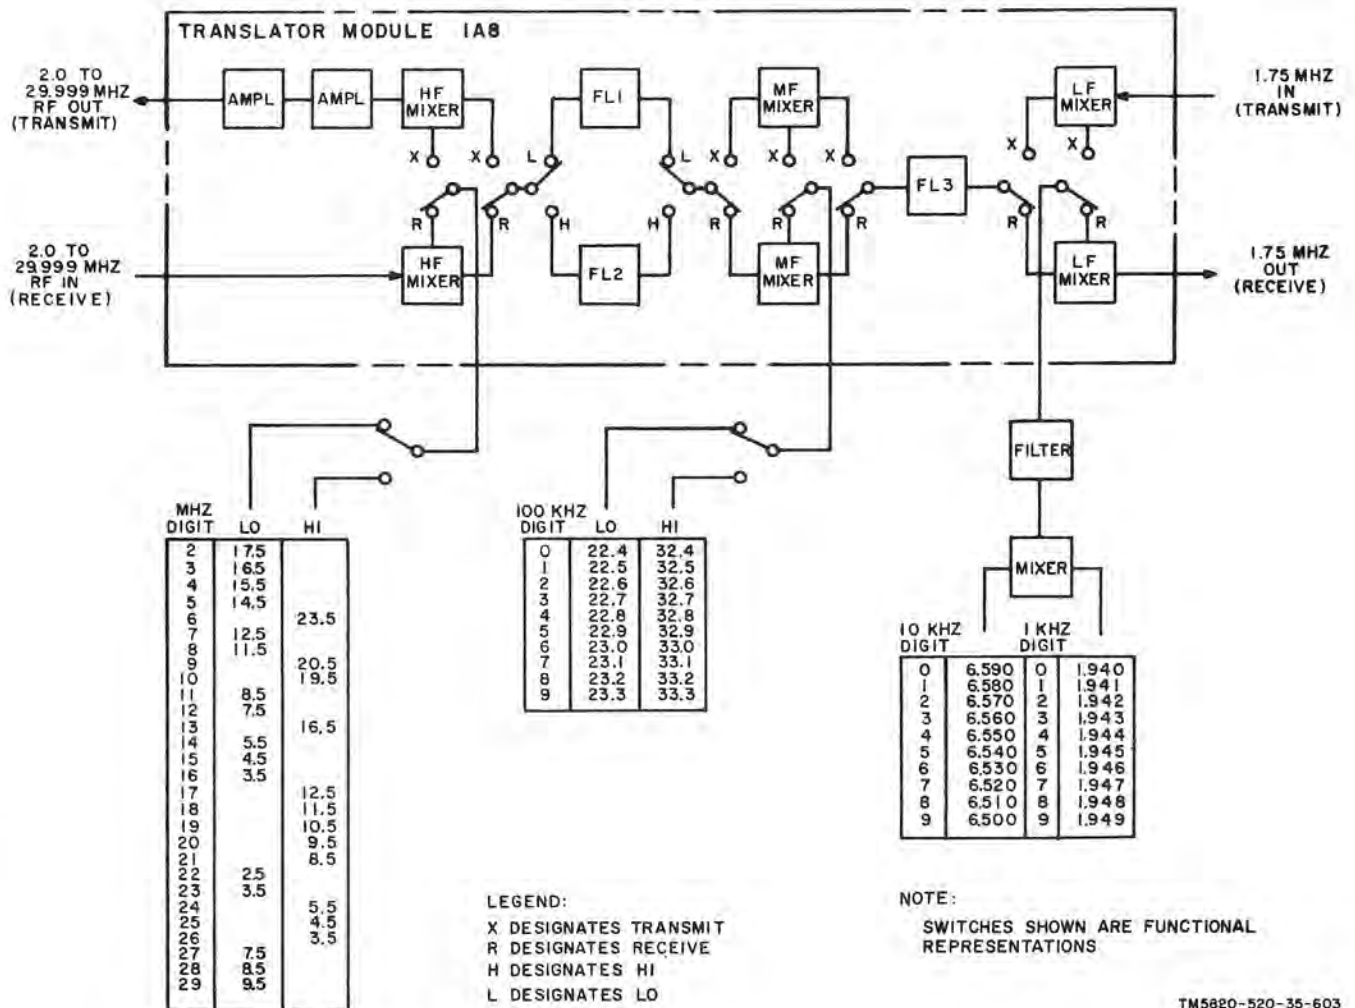 TRANSLATOR MODULE 1A8
2.0 TO
29.999 MHZ
RF OUT
(TRANSMIT)
AMPL
AMPL
HF
MIXER
FL1
MF
MIXER
LF
MIXER
1.75 MHZ
IN
(TRANSMIT)
X
X
L
L
X
X
X
X
X
FL3
R
R
H
H
R
R
R
R
R
2.0 TO
29.999 MHZ
RF IN
(RECEIVE)
HF
MIXER
FL2
MF
MIXER
LF
MIXER
1.75 MHZ
OUT
(RECEIVE)
FILTER
MIXER
MHZ
DIGIT LO HI
2 17.5
3 16.5
4 15.5
5 14.5
6 23.5
7 12.5
8 11.5
9 20.5
10 19.5
11 8.5
12 7.5
13 16.5
14 5.5
15 4.5
16 3.5
17 12.5
18 11.5
19 10.5
20 9.5
21 8.5
22 2.5
23 3.5
24 5.5
25 4.5
26 3.5
27 7.5
28 8.5
29 9.5
100 KHZ
DIGIT LO HI
0 22.4 32.4
1 22.5 32.5
2 22.6 32.6
3 22.7 32.7
4 22.8 32.8
5 22.9 32.9
6 23.0 33.0
7 23.1 33.1
8 23.2 33.2
9 23.3 33.3
10 KHZ 1 KHZ
DIGIT DIGIT
0 6.590 0 1.940
1 6.580 1 1.941
2 6.570 2 1.942
3 6.560 3 1.943
4 6.550 4 1.944
5 6.540 5 1.945
6 6.530 6 1.946
7 6.520 7 1.947
8 6.510 8 1.948
9 6.500 9 1.949
LEGEND:
X DESIGNATES TRANSMIT
R DESIGNATES RECEIVE
H DESIGNATES HI
L DESIGNATES LO
NOTE:
SWITCHES SHOWN ARE FUNCTIONAL
REPRESENTATIONS
TM5820-520-35-603